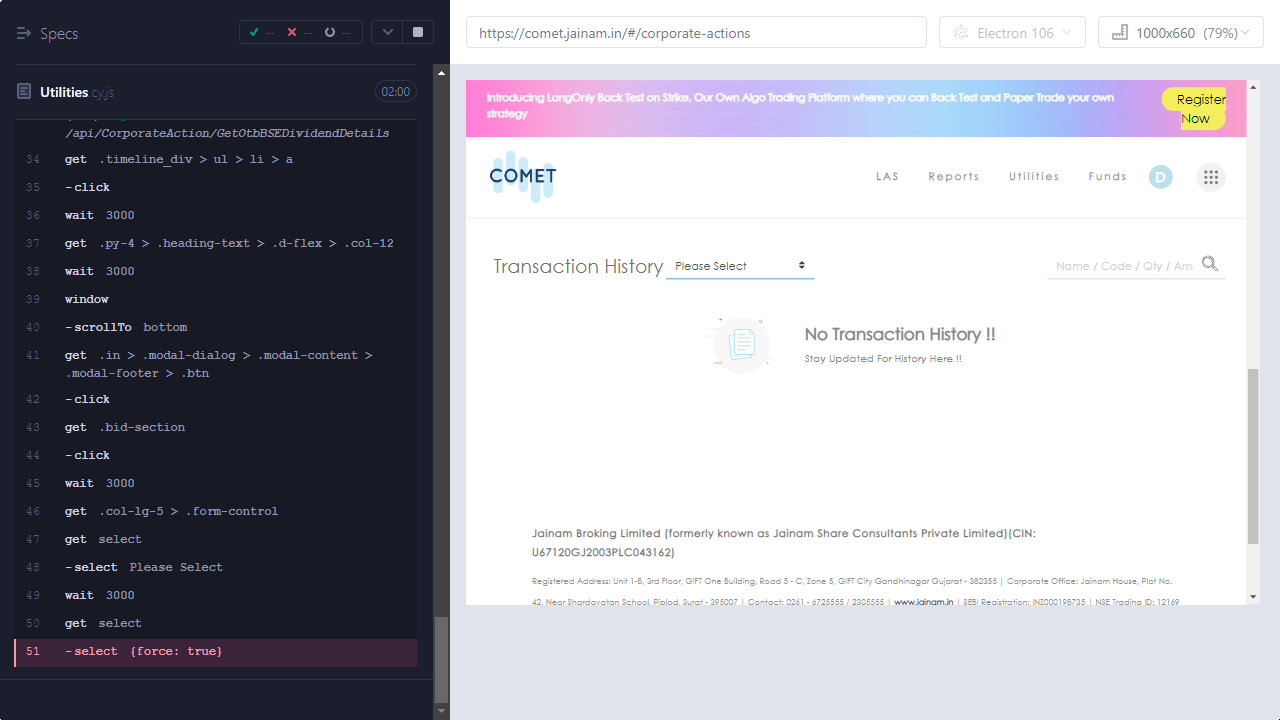 Specs
-- -- --
Utilities.cy.js 02:00
/api/CorporateAction/GetOtbBSEDividendDetails
34 get .timeline_div > ul > li > a
35 -click
36 wait 3000
37 get .py-4 > .heading-text > .d-flex > .col-12
38 wait 3000
39 window
40 -scrollTo bottom
41 get .in > .modal-dialog > .modal-content >
.modal-footer > .btn
42 -click
43 get .bid-section
44 -click
45 wait 3000
46 get .col-lg-5 > .form-control
47 get select
48 -select Please Select
49 wait 3000
50 get select
51 -select {force: true}
https://comet.jainam.in/#/corporate-actions
Electron 106
1000x660 (79%)
Introducing LongOnly Back Test on Strike. Our Own Algo Trading Platform where you can Back Test and Paper Trade your own
strategy
Register
Now
COMET
LAS Reports Utilities Funds D
Transaction History Please Select Name / Code / Qty / Am
No Transaction History !!
Stay Updated For History Here !!
Jainam Broking Limited (formerly known as Jainam Share Consultants Private Limited)(CIN:
U67120GJ2003PLC043162)
Registered Address: Unit 1-B, 3rd Floor, GIFT One Building, Road 5 - C, Zone 5, GIFT City Gandhinagar Gujarat - 382355 | Corporate Office: Jainam House, Plot No.
42, Near Shardayatan School, Piplod, Surat - 395007 | Contact: 0261 - 6725555 / 2305555 | www.jainam.in | SEBI Registration: INZ000198735 | NSE Trading ID: 12169